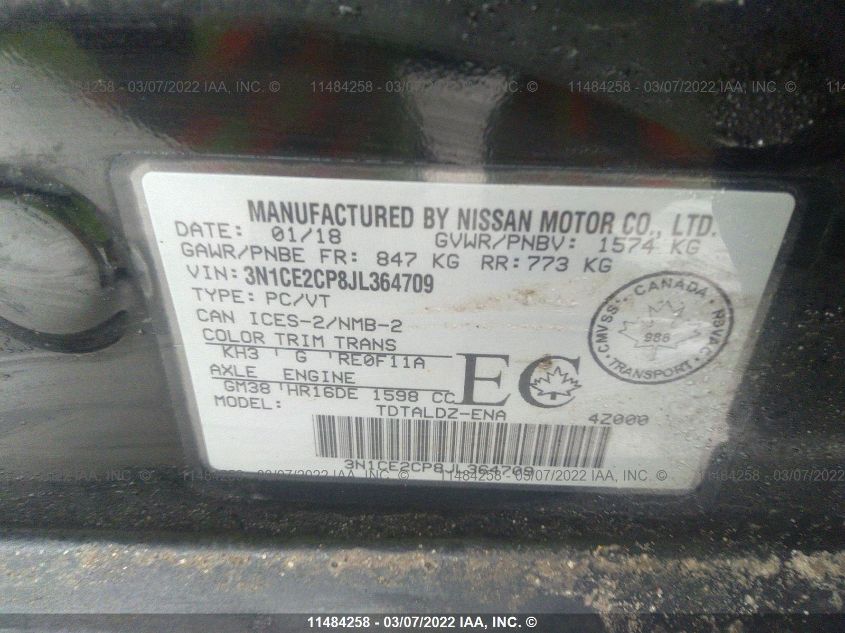 11484258 - 03/07/2022 IAA, INC. ©
MANUFACTURED BY NISSAN MOTOR CO., LTD.
DATE: 01/18 GVWR/PNBV: 1574 KG
GAWR/PNBE FR: 847 KG RR: 773 KG
VIN: 3N1CE2CP8JL364709
TYPE: PC/VT
CAN ICES-2/NMB-2
COLOR TRIM TRANS
KH3 G RE0F11A
AXLE ENGINE
GM38 HR16DE 1598 CC
MODEL: TDTALDZ-ENA 4Z000
EC
CANADA
CMVSS NSVAC
986
TRANSPORT
3N1CE2CP8JL364709
11484258 - 03/07/2022 IAA, INC. ©
11484258 - 03/07/2022 IAA, INC. ©